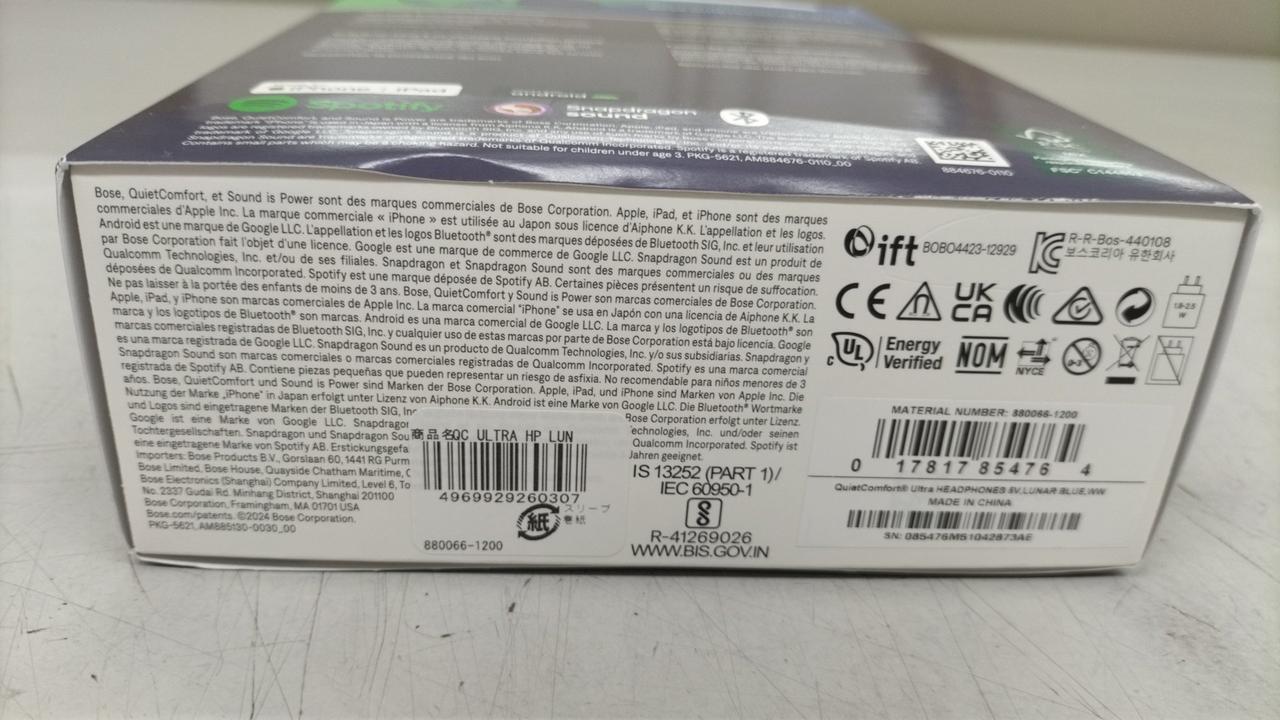 iPhone | iPad
android
Spotify
Snapdragon
sound
Not suitable for children under age 3. PKG-5621, AM884676-0110_00
884676-0110
Bose, QuietComfort, et Sound is Power sont des marques commerciales de Bose Corporation. Apple, iPad, et iPhone sont des marques
commerciales d'Apple Inc. La marque commerciale « iPhone » est utilisée au Japon sous licence d'Aiphone K.K. L'appellation et les logos.
Android est une marque de Google LLC. L'appellation et les logos Bluetooth® sont des marques déposées de Bluetooth SIG, Inc. et leur utilisation
par Bose Corporation fait l'objet d'une licence. Google est une marque de commerce de Google LLC. Snapdragon Sound est un produit de
Qualcomm Technologies, Inc. et/ou de ses filiales. Snapdragon et Snapdragon Sound sont des marques commerciales ou des marques
déposées de Qualcomm Incorporated. Spotify est une marque déposée de Spotify AB. Certaines pièces présentent un risque de suffocation.
Ne pas laisser à la portée des enfants de moins de 3 ans. Bose, QuietComfort y Sound is Power son marcas comerciales de Bose Corporation.
Apple, iPad, y iPhone son marcas comerciales de Apple Inc. La marca comercial "iPhone" se usa en Japón con una licencia de Aiphone K.K. La
marca y los logotipos de Bluetooth® son marcas. Android es una marca comercial de Google LLC. La marca y los logotipos de Bluetooth® son
marcas comerciales registradas de Bluetooth SIG, Inc. y cualquier uso de estas marcas por parte de Bose Corporation está bajo licencia. Google
es una marca registrada de Google LLC. Snapdragon Sound es un producto de Qualcomm Technologies, Inc. y/o sus subsidiarias. Snapdragon y
Snapdragon Sound son marcas comerciales o marcas comerciales registradas de Qualcomm Incorporated. Spotify es una marca comercial
registrada de Spotify AB. Contiene piezas pequeñas que pueden representar un riesgo de asfixia. No recomendable para niños menores de 3
años. Bose, QuietComfort und Sound is Power sind Marken der Bose Corporation. Apple, iPad, und iPhone sind Marken von Apple Inc. Die
Nutzung der Marke „iPhone" in Japan erfolgt unter Lizenz von Aiphone K.K. Android ist eine Marke von Google LLC. Die Bluetooth® Wortmarke
und Logos sind eingetragene Marken der Bluetooth SIG, Inc Bose Corporation erfolgt unter Lizenz.
Google ist eine Marke von Google LLC. Snapdragon echnologies, Inc. und/oder seinen
Tochtergesellschaften. Snapdragon und Snapdragon Sou Qualcomm Incorporated. Spotify ist
eine eingetragene Marke von Spotify AB. Erstickungsgefa Jahren geeignet.
Importers: Bose Products B.V., Gorslaan 60, 1441 RG Purm
Bose Limited, Bose House, Quayside Chatham Maritime, C
Bose Electronics (Shanghai) Company Limited, Level 6, To
No. 2337 Gudai Rd. Minhang District, Shanghai 201100
Bose Corporation, Framingham, MA 01701 USA
Bose.com/patents. ©2024 Bose Corporation.
PKG-5621, AM885130-0030_00
商品名QC ULTRA HP LUN
4969929260307
紙
スリーブ
巻紙
880066-1200
IS 13252 (PART 1)/
IEC 60950-1
R-41269026
WWW.BIS.GOV.IN
ift BOBO4423-12929
R-R-Bos-440108
보스코리아 유한회사
CE
UK
CA
1.8-2.5
W
UL
Energy
Verified
NOM
NYCE
MATERIAL NUMBER: 880066-1200
0 17817 85476 4
QuietComfort® Ultra HEADPHONES 5V,LUNAR BLUE,WW
MADE IN CHINA
SN: 085476M51042873AE